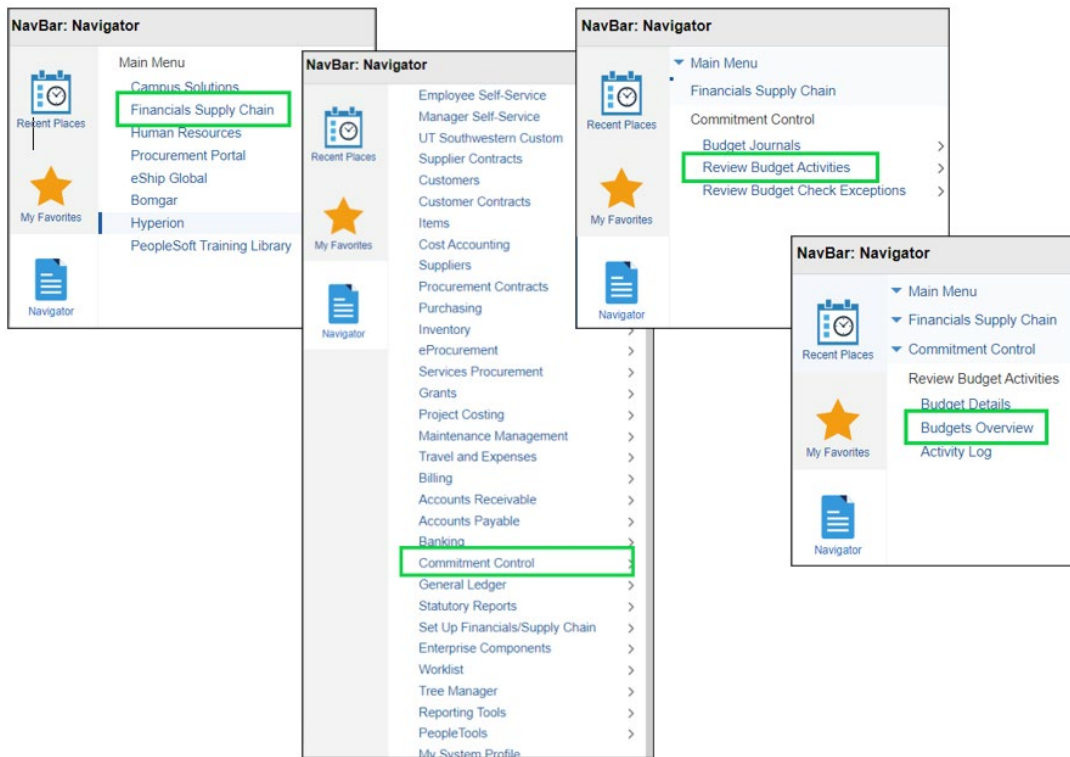 NavBar: Navigator
Recent Places
My Favorites
Navigator
Main Menu
Campus Solutions
Financials Supply Chain
Human Resources
Procurement Portal
eShip Global
Bomgar
Hyperion
PeopleSoft Training Library
NavBar: Navigator
Recent Places
My Favorites
Navigator
Employee Self-Service
Manager Self-Service
UT Southwestern Custom
Supplier Contracts
Customers
Customer Contracts
Items
Cost Accounting
Suppliers
Procurement Contracts
Purchasing
Inventory
eProcurement
Services Procurement
Grants
Project Costing
Maintenance Management
Travel and Expenses
Billing
Accounts Receivable
Accounts Payable
Banking
Commitment Control
General Ledger
Statutory Reports
Set Up Financials/Supply Chain
Enterprise Components
Worklist
Tree Manager
Reporting Tools
PeopleTools
My System Profile
NavBar: Navigator
Recent Places
My Favorites
Navigator
Main Menu
Financials Supply Chain
Commitment Control
Budget Journals
Review Budget Activities
Review Budget Check Exceptions
NavBar: Navigator
Recent Places
My Favorites
Navigator
Main Menu
Financials Supply Chain
Commitment Control
Review Budget Activities
Budget Details
Budgets Overview
Activity Log